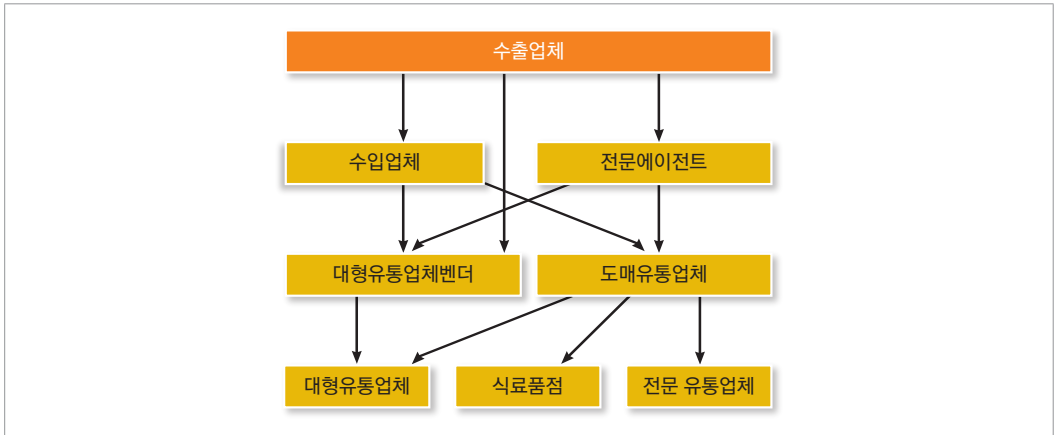 수출업체
수입업체
전문에이전트
대형유통업체벤더
도매유통업체
대형유통업체
식료품점
전문 유통업체